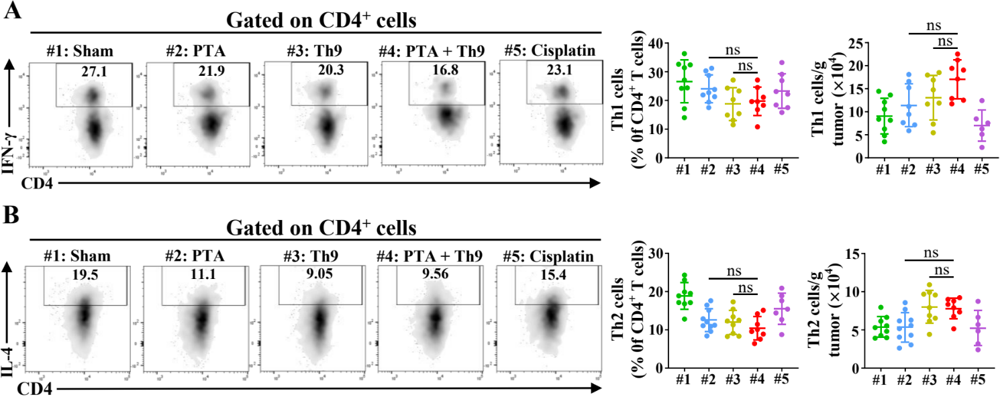 A
Gated on CD4+ cells
#1: Sham
#2: PTA
#3: Th9
#4: PTA + Th9
#5: Cisplatin
27.1
21.9
20.3
16.8
23.1
IFN-γ
CD4
Th1 cells
(% 0f CD4+ T cells)
40
30
20
10
0
ns
ns
#1 #2 #3 #4 #5
Th1 cells/g
tumor (×10⁴)
25
20
15
10
5
0
ns
ns
#1 #2 #3 #4 #5
B
Gated on CD4+ cells
#1: Sham
#2: PTA
#3: Th9
#4: PTA + Th9
#5: Cisplatin
19.5
11.1
9.05
9.56
15.4
IL-4
CD4
Th2 cells
(% 0f CD4+ T cells)
30
20
10
0
ns
ns
#1 #2 #3 #4 #5
Th2 cells/g
tumor (×10⁴)
15
10
5
0
ns
ns
#1 #2 #3 #4 #5